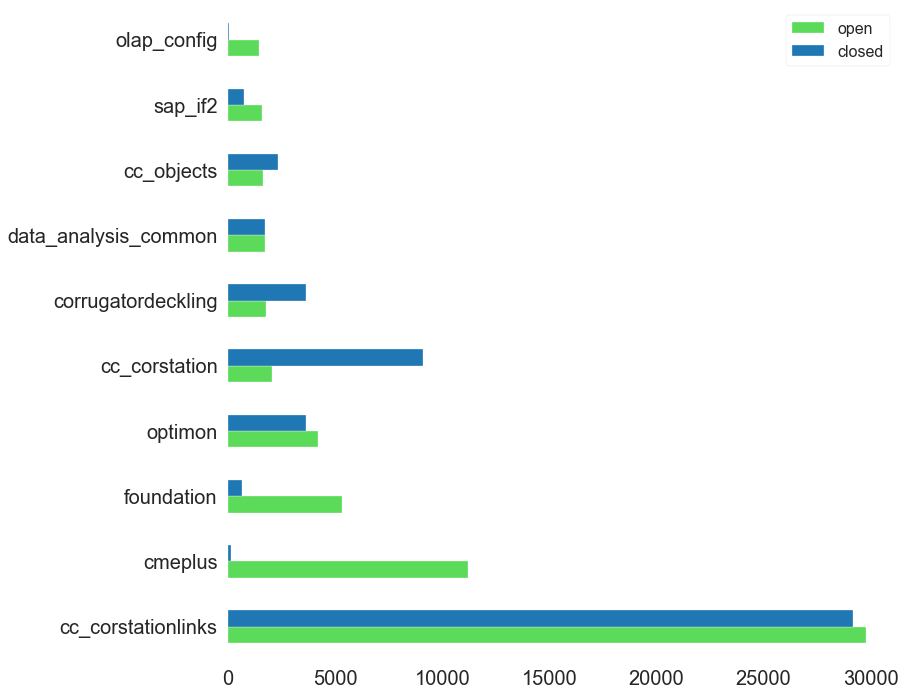 open
closed
olap_config
sap_if2
cc_objects
data_analysis_common
corrugatordeckling
cc_corstation
optimon
foundation
cmeplus
cc_corstationlinks
0 5000 10000 15000 20000 25000 30000